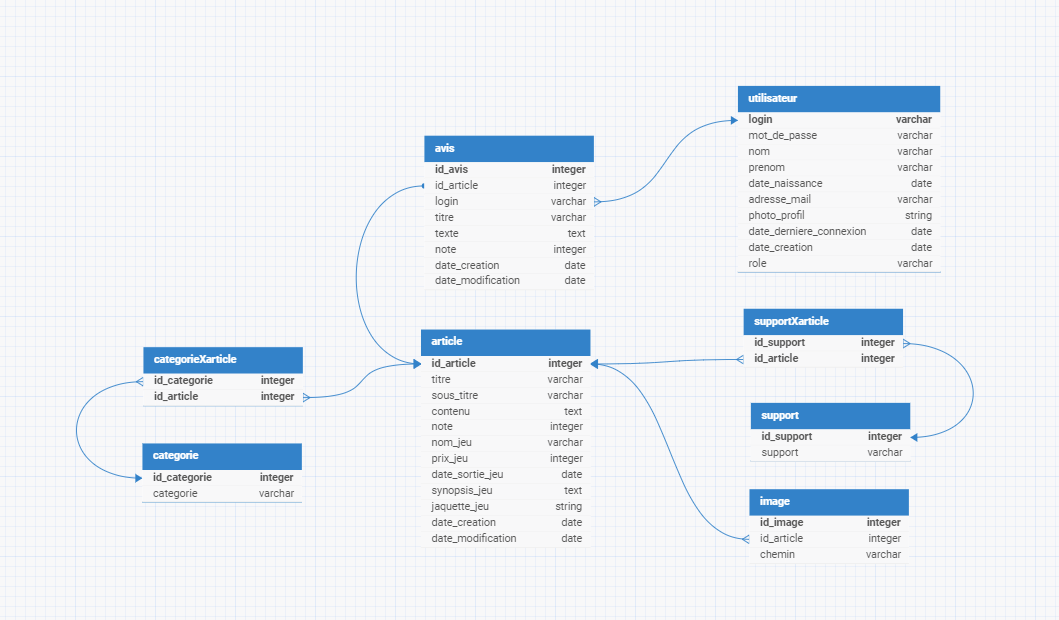 utilisateur
login varchar
mot_de_passe varchar
nom varchar
prenom varchar
date_naissance date
adresse_mail varchar
photo_profil string
date_derniere_connexion date
date_creation date
role varchar
avis
id_avis integer
id_article integer
login varchar
titre varchar
texte text
note integer
date_creation date
date_modification date
supportXarticle
id_support integer
id_article integer
article
id_article integer
titre varchar
sous_titre varchar
contenu text
note integer
nom_jeu varchar
prix_jeu integer
date_sortie_jeu date
synopsis_jeu text
jaquette_jeu string
date_creation date
date_modification date
categorieXarticle
id_categorie integer
id_article integer
support
id_support integer
support varchar
categorie
id_categorie integer
categorie varchar
image
id_image integer
id_article integer
chemin varchar